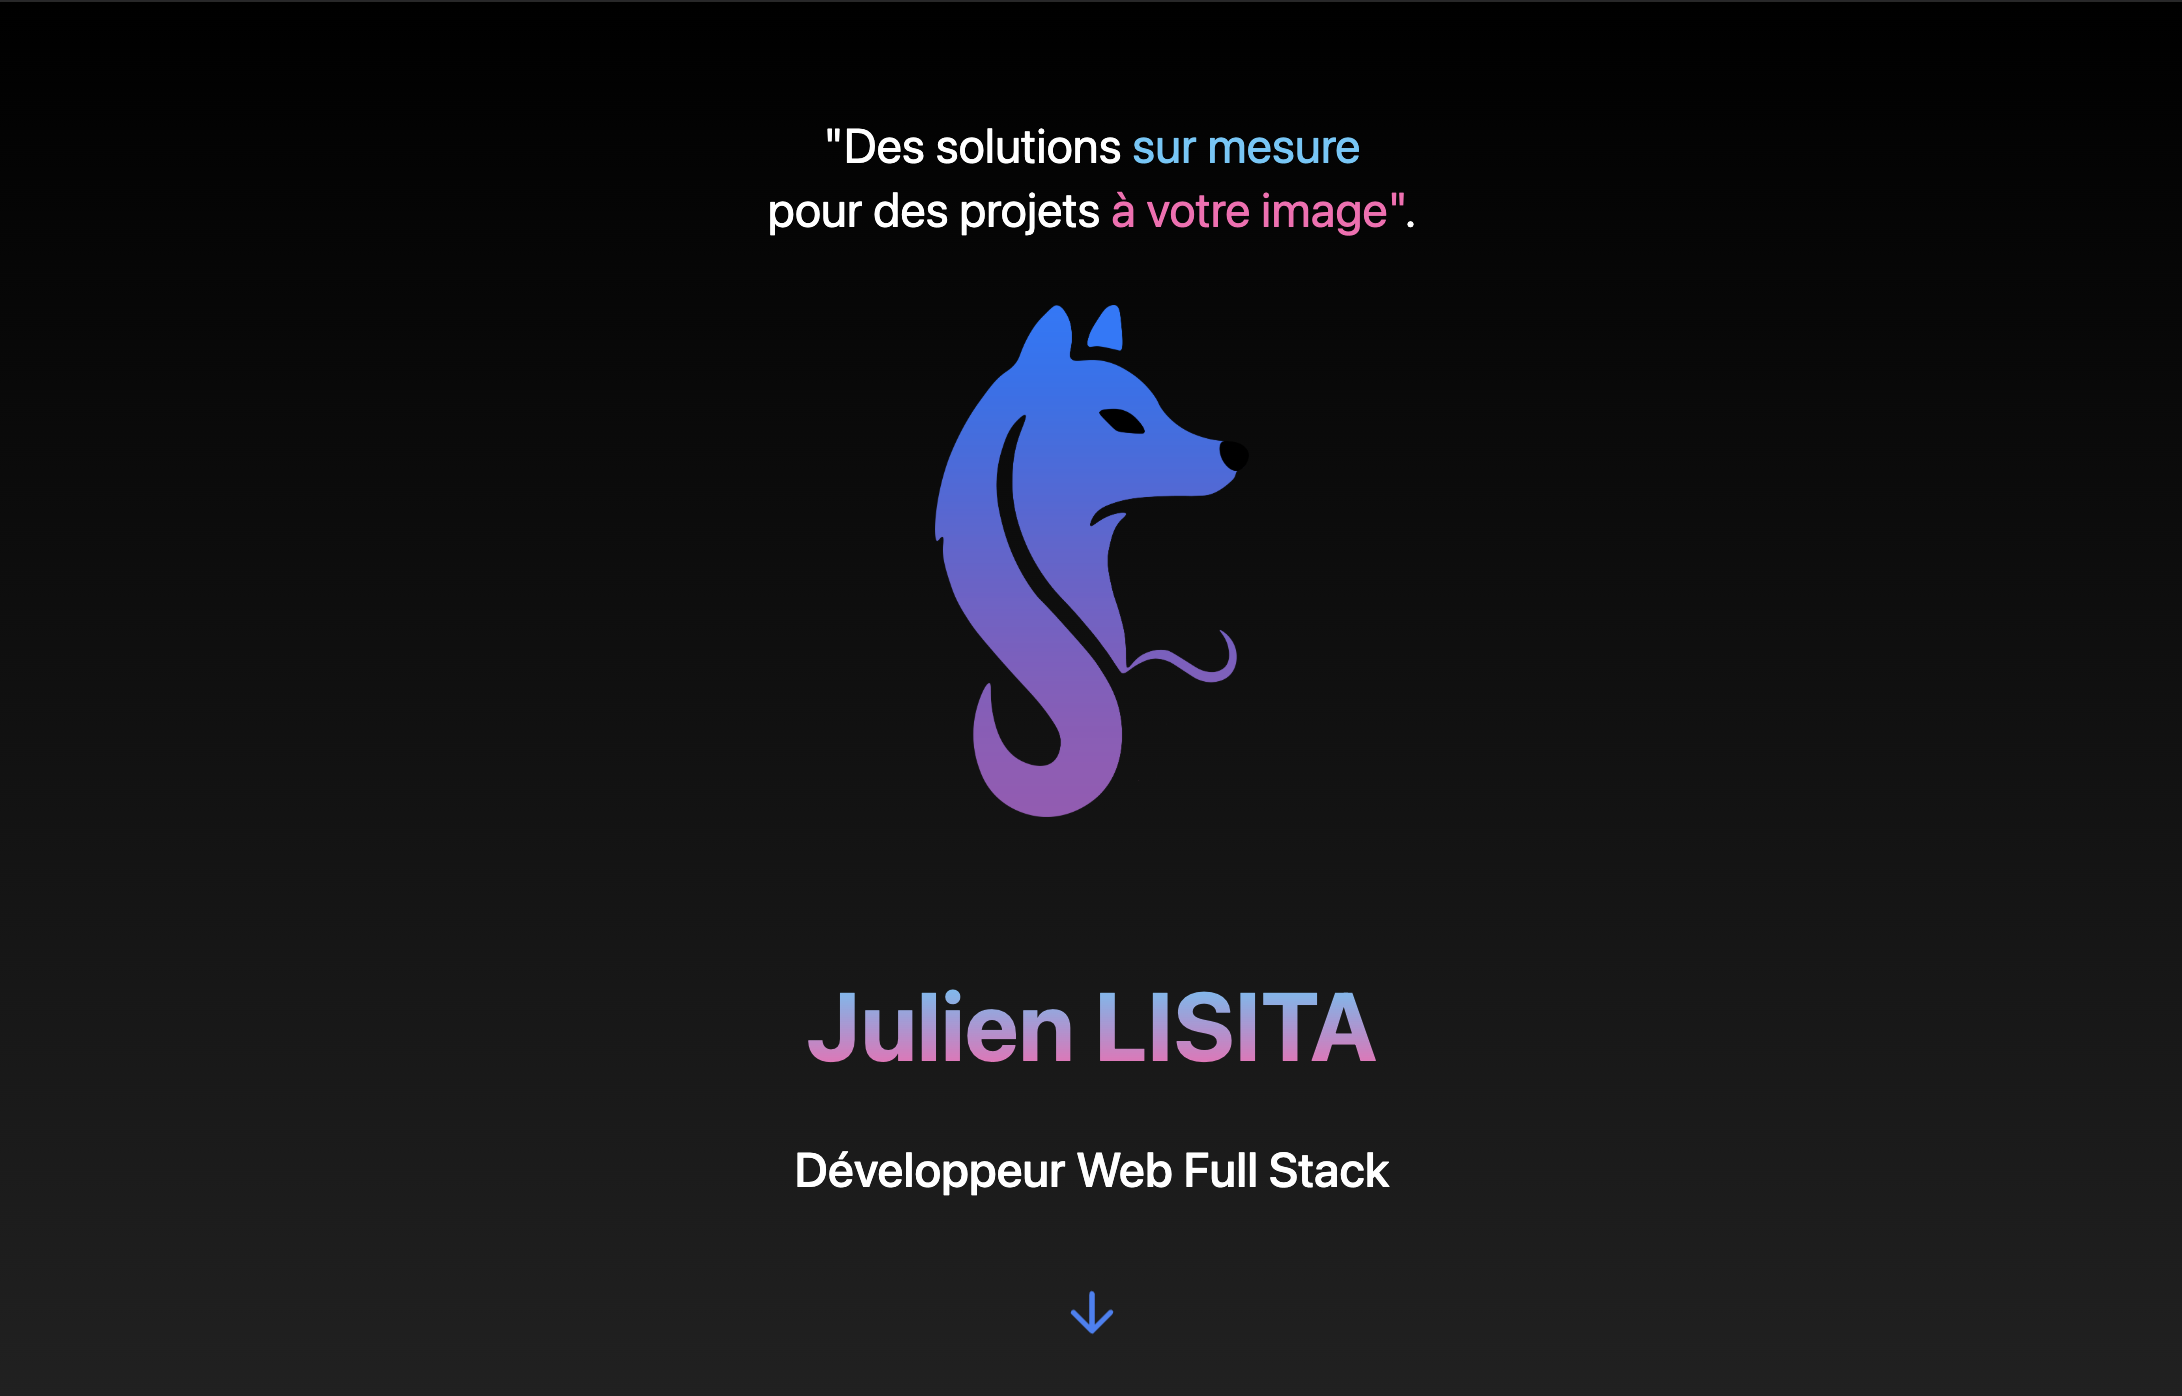 "Des solutions sur mesure
pour des projets à votre image".
Julien LISITA
Développeur Web Full Stack